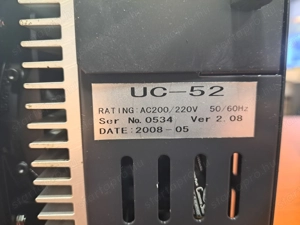 UC-52
RATING:AC200/220V 50/60Hz
Ser No.0534 Ver 2.08
DATE:2008-05